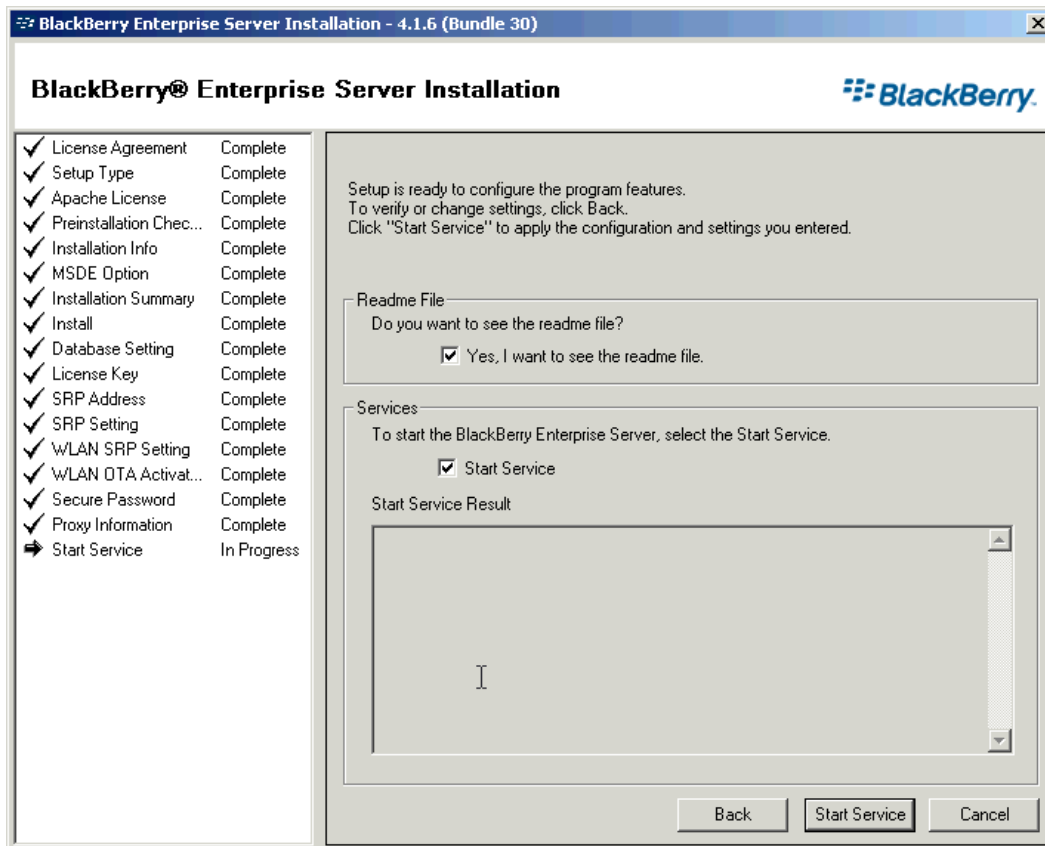 BlackBerry Enterprise Server Installation - 4.1.6 (Bundle 30)
BlackBerry® Enterprise Server Installation
BlackBerry.
License Agreement Complete
Setup Type Complete
Apache License Complete
Preinstallation Chec... Complete
Installation Info Complete
MSDE Option Complete
Installation Summary Complete
Install Complete
Database Setting Complete
License Key Complete
SRP Address Complete
SRP Setting Complete
WLAN SRP Setting Complete
WLAN OTA Activat... Complete
Secure Password Complete
Proxy Information Complete
Start Service In Progress
Setup is ready to configure the program features.
To verify or change settings, click Back.
Click "Start Service" to apply the configuration and settings you entered.
Readme File
Do you want to see the readme file?
Yes, I want to see the readme file.
Services
To start the BlackBerry Enterprise Server, select the Start Service.
Start Service
Start Service Result
Back Start Service Cancel